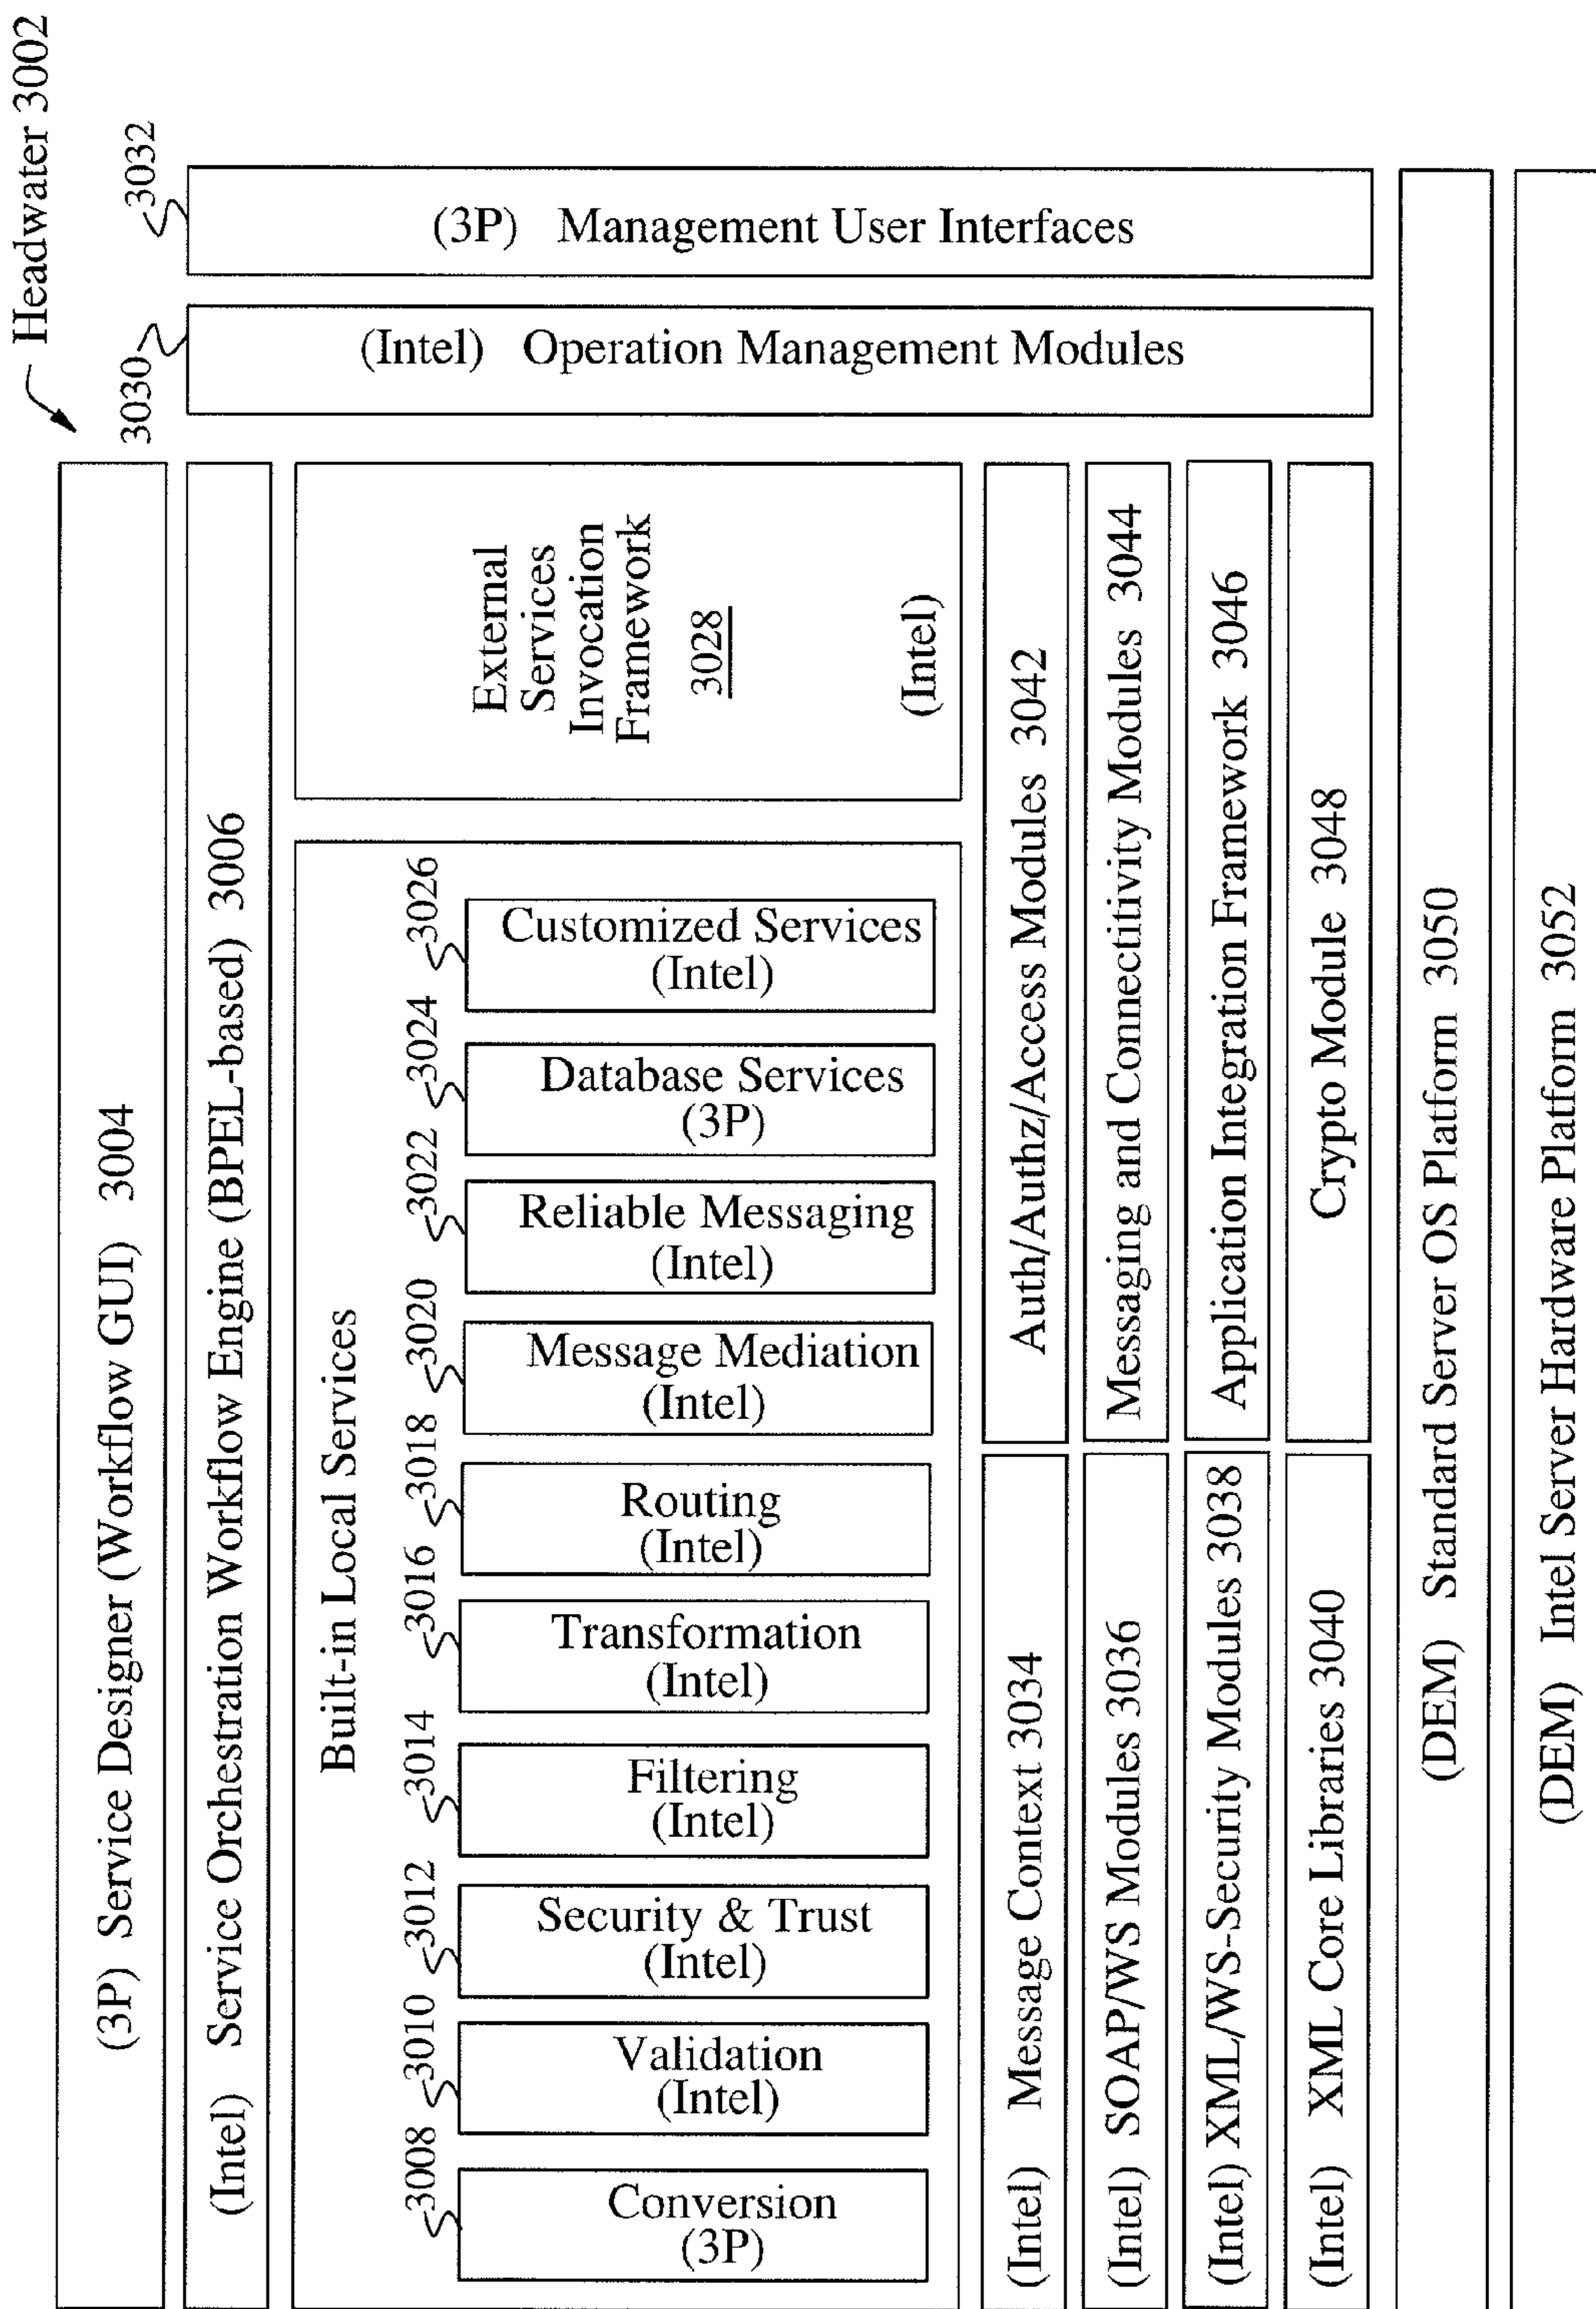 Headwater 3002
(3P) Service Designer (Workflow GUI) 3004
(Intel) Service Orchestration Workflow Engine (BPEL-based) 3006
3030
3032
Built-in Local Services
3008
3010
3012
3014
3016
3018
3020
3022
3024
3026
Conversion
(3P)
Validation
(Intel)
Security & Trust
(Intel)
Filtering
(Intel)
Transformation
(Intel)
Routing
(Intel)
Message Mediation
(Intel)
Reliable Messaging
(Intel)
Database Services
(3P)
Customized Services
(Intel)
External
Services
Invocation
Framework
3028
(Intel)
(Intel) Operation Management Modules
(3P) Management User Interfaces
(Intel) Message Context 3034
Auth/Authz/Access Modules 3042
(Intel) SOAP/WS Modules 3036
Messaging and Connectitivity Modules 3044
(Intel) XML/WS-Security Modules 3038
Application Integration Framework 3046
(Intel) XML Core Libraries 3040
Crypto Module 3048
(DEM) Standard Server OS Platform 3050
(DEM) Intel Server Hardware Platform 3052